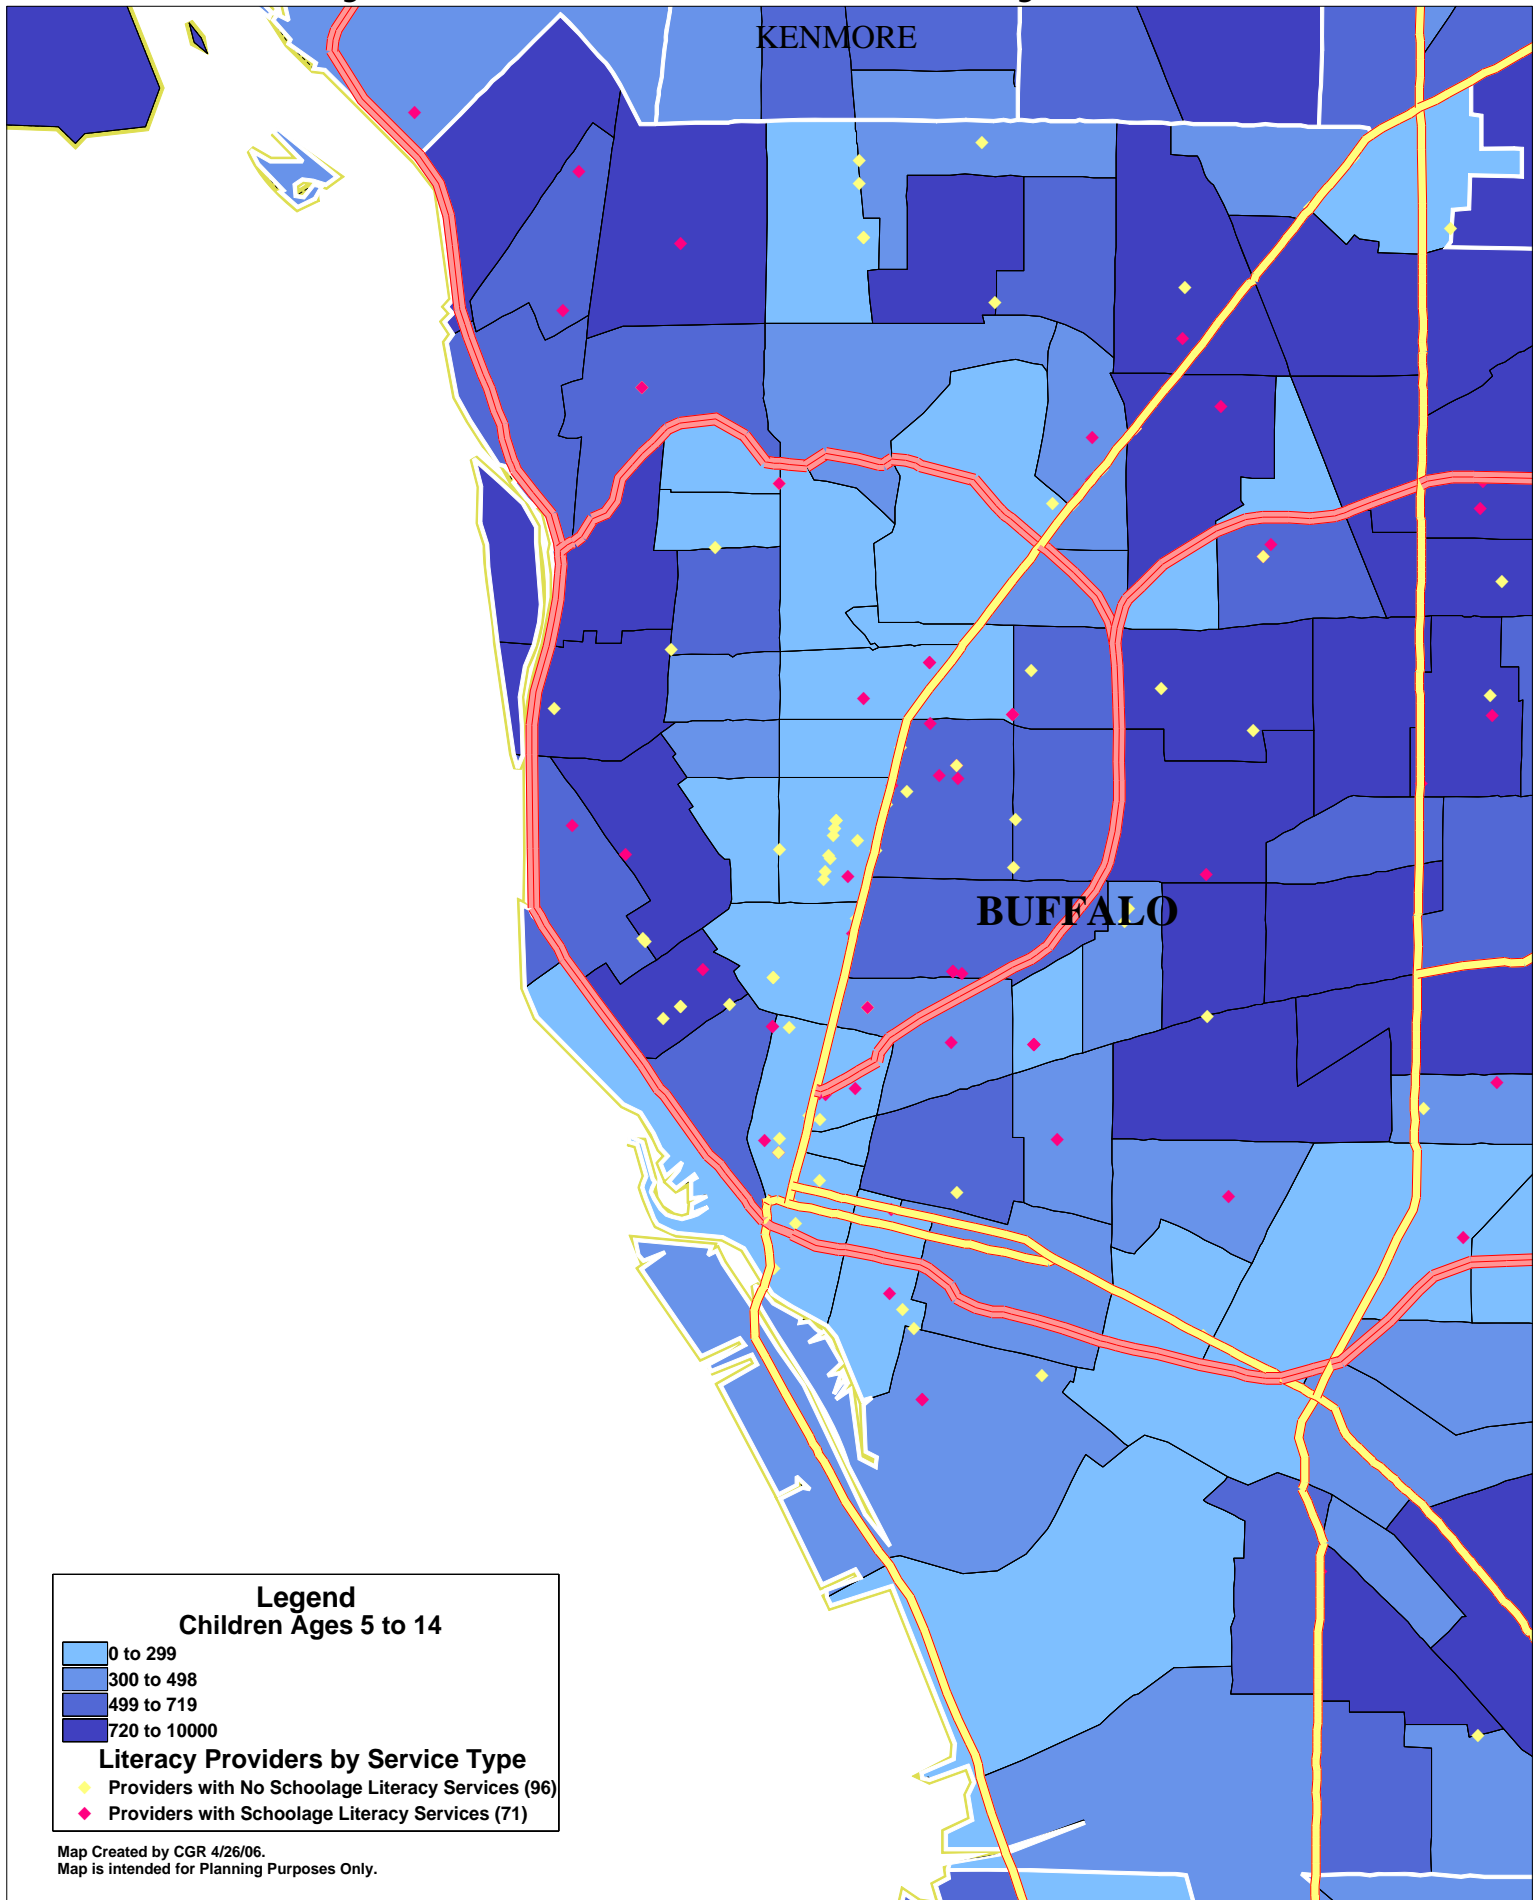 KENMORE
BUFFALO
Legend
Children Ages 5 to 14
0 to 299
300 to 498
499 to 719
720 to 10000
Literacy Providers by Service Type
Providers with No Schoolage Literacy Services (96)
Providers with Schoolage Literacy Services (71)
Map Created by CGR 4/26/06.
Map is intended for Planning Purposes Only.